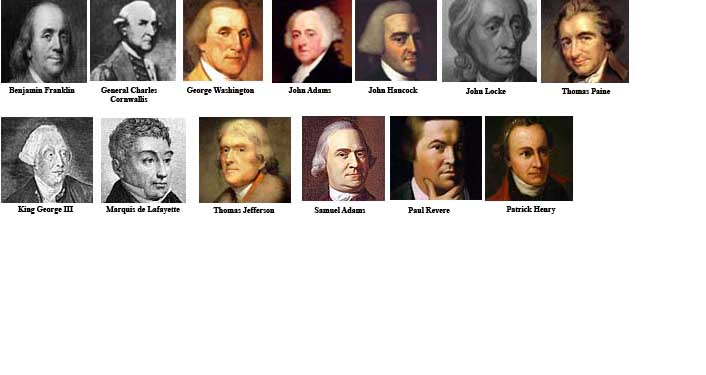 Benjamin Franklin
General Charles
Cornwallis
George Washington
John Adams
John Hancock
John Locke
Thomas Paine
King George III
Marquis de Lafayette
Thomas Jefferson
Samuel Adams
Paul Revere
Patrick Henry